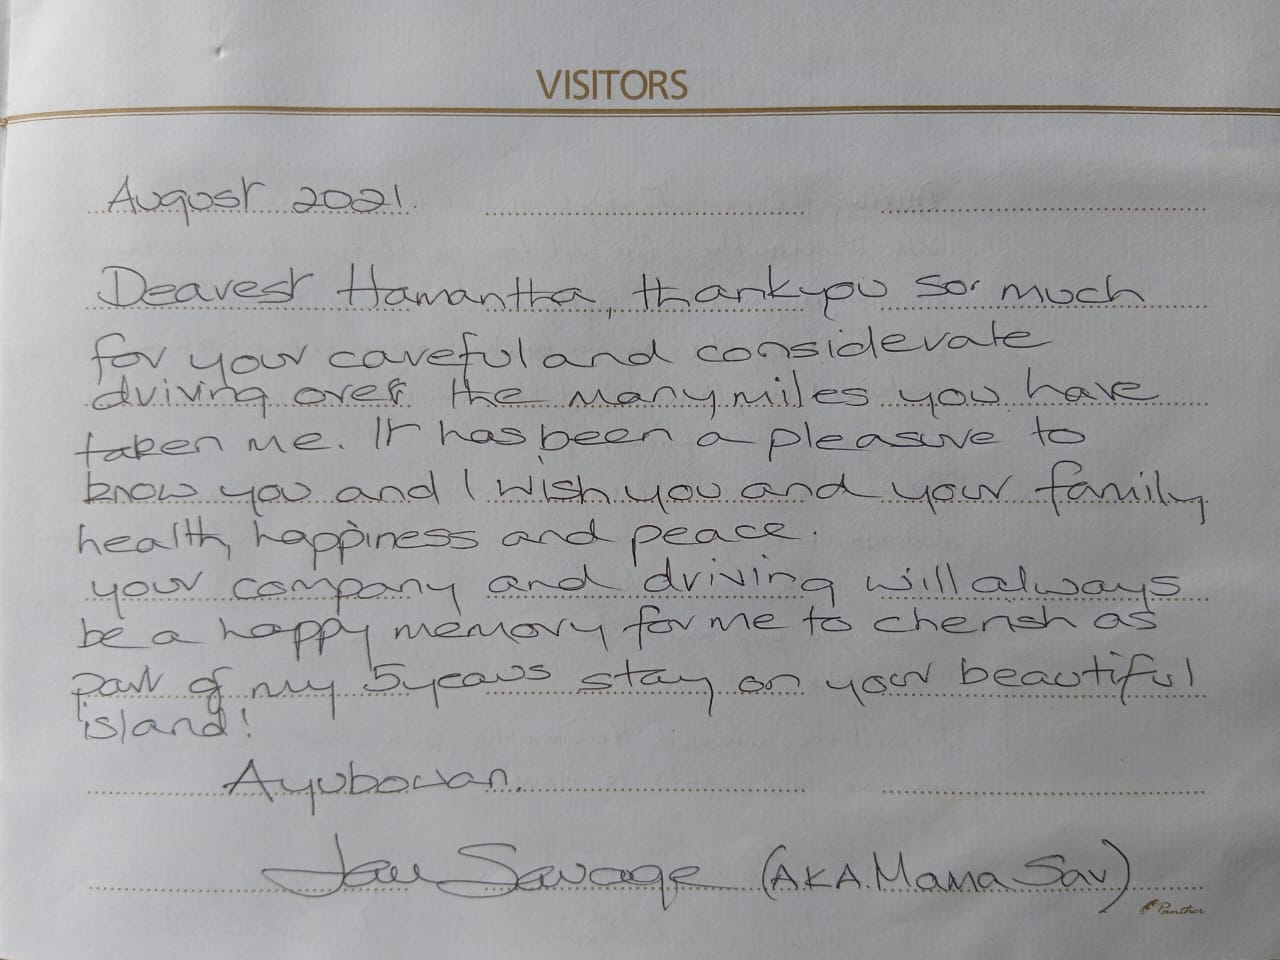 VISITORS
August 2021.
Dearest Hamantha, thankyou so much
for your careful and considerate
driving over the many miles you have
taken me. It has been a pleasure to
know you and I wish you and your family
health, happiness and peace.
your company and driving will always
be a happy memory for me to cherish as
part of my 5 years stay on your beautiful
island!
Ayubowan.
Savage (AKA. Mama Sav)
Panther